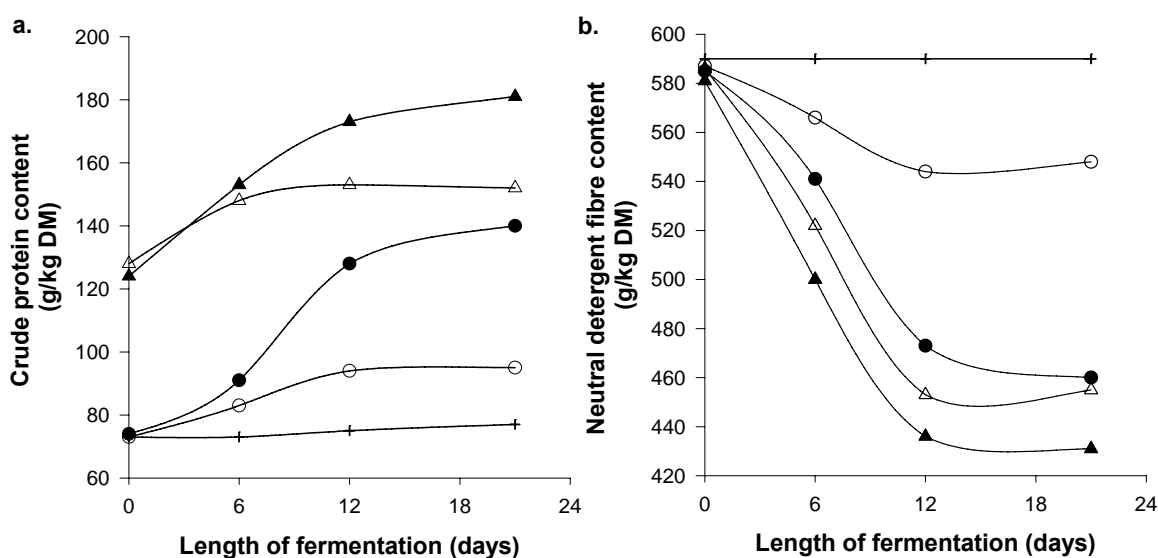 a.
Crude protein content
(g/kg DM)
200
180
160
140
120
100
80
60
0 6 12 18 24
Length of fermentation (days)
b.
Neutral detergent fibre content
(g/kg DM)
600
580
560
540
520
500
480
460
440
420
0 6 12 18 24
Length of fermentation (days)